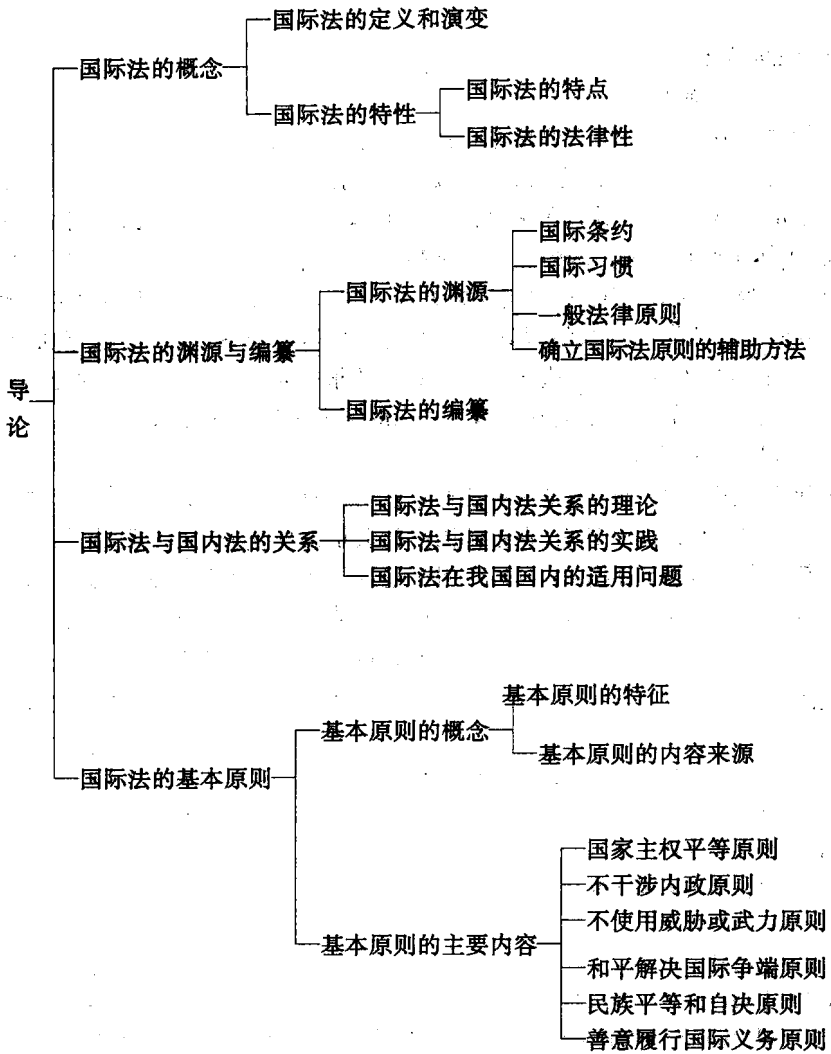 导论
国际法的概念
国际法的定义和演变
国际法的特性
国际法的特点
国际法的法律性
国际法的渊源与编纂
国际法的渊源
国际条约
国际习惯
一般法律原则
确立国际法原则的辅助方法
国际法的编纂
国际法与国内法的关系
国际法与国内法关系的理论
国际法与国内法关系的实践
国际法在我国国内的适用问题
国际法的基本原则
基本原则的概念
基本原则的特征
基本原则的内容来源
基本原则的主要内容
国家主权平等原则
不干涉内政原则
不使用威胁或武力原则
和平解决国际争端原则
民族平等和自决原则
善意履行国际义务原则